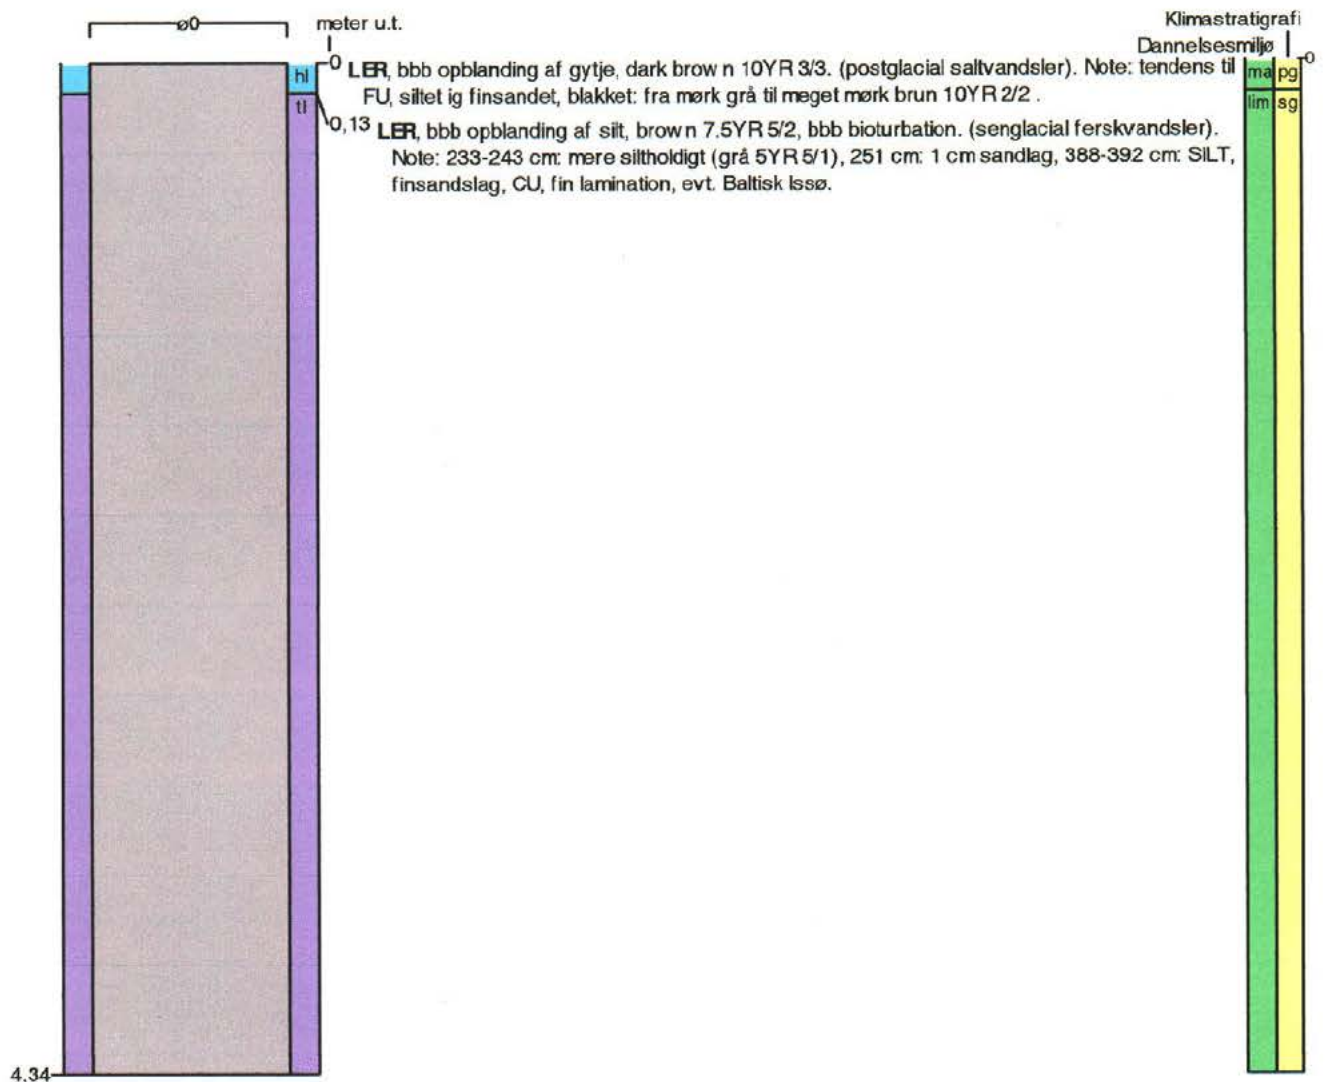 ø0
meter u.t.
Klimastratigrafi
Dannelsesmiljø
0
hl
LER, bbb opblanding af gytje, dark brown 10YR 3/3. (postglacial saltvandsler). Note: tendens til
ma pg
0
FU, siltet ig finsandet, blakket: fra mørk grå til meget mørk brun 10YR 2/2 .
tl
lim sg
0,13
LER, bbb opblanding af silt, brown 7.5YR 5/2, bbb bioturbation. (senglacial ferskvandsler).
Note: 233-243 cm: mere siltholdigt (grå 5YR 5/1), 251 cm: 1 cm sandlag, 388-392 cm: SILT,
finsandslag, CU, fin lamination, evt. Baltisk Issø.
4.34